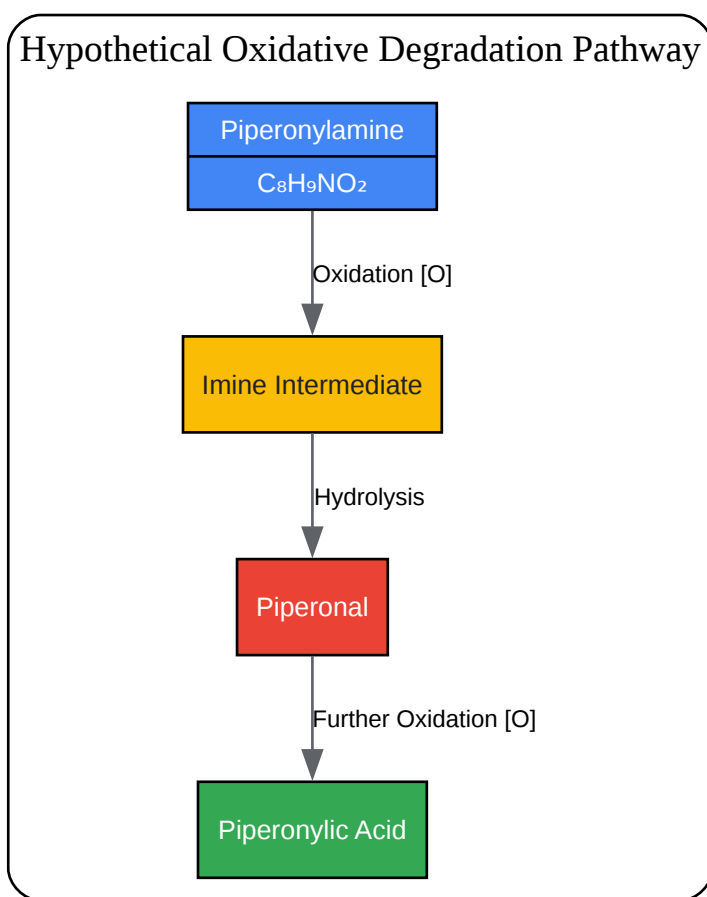 Hypothetical Oxidative Degradation Pathway
Piperonylamine
C₈H₉NO₂
Oxidation [O]
Imine Intermediate
Hydrolysis
Piperonal
Further Oxidation [O]
Piperonylic Acid